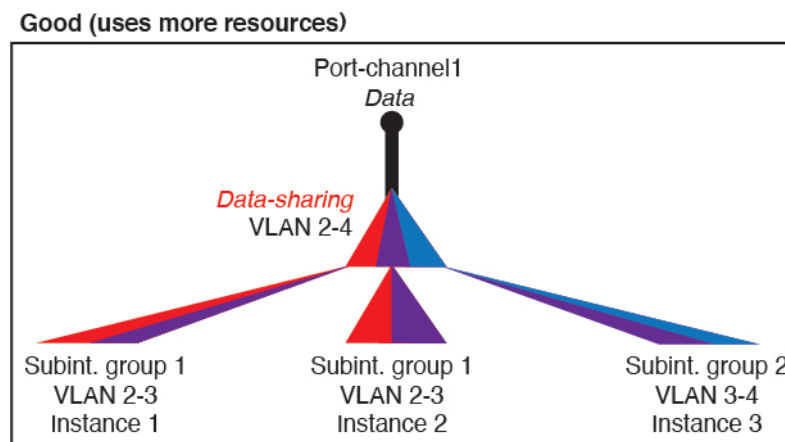 Good (uses more resources)
Port-channel1
Data
Data-sharing
VLAN 2-4
Subint. group 1
VLAN 2-3
Instance 1
Subint. group 1
VLAN 2-3
Instance 2
Subint. group 2
VLAN 3-4
Instance 3